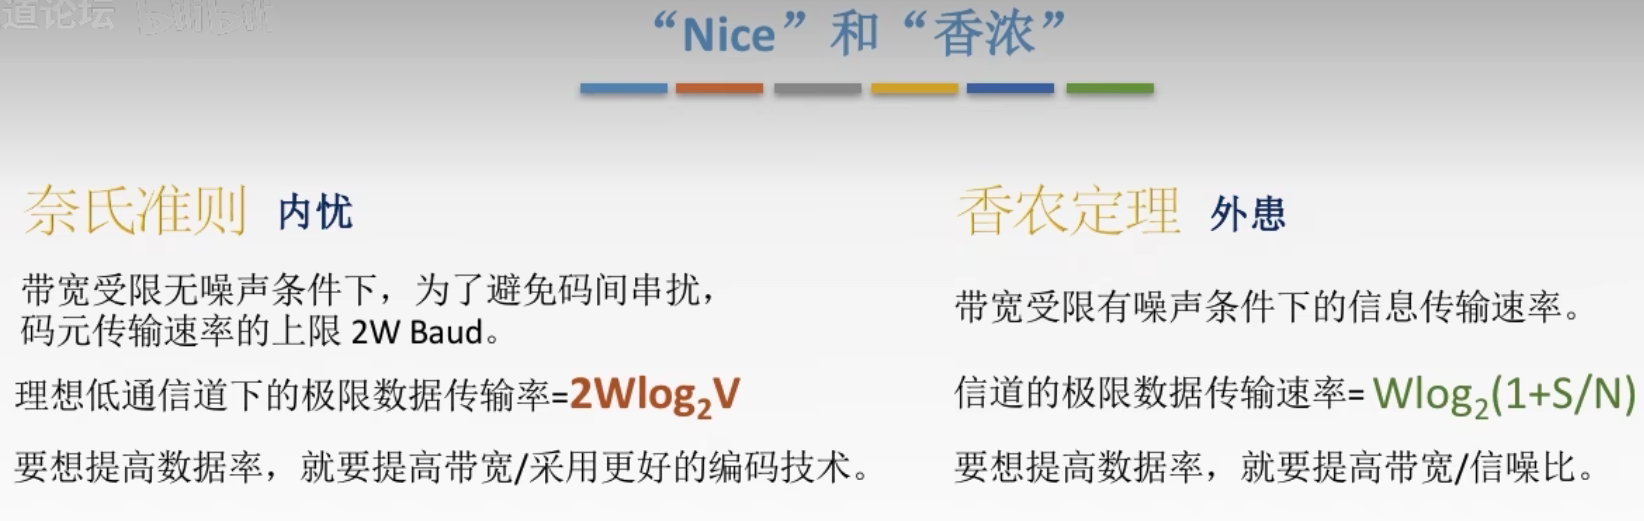 道论坛 bilibili
“Nice”和“香浓”
奈氏准则 内忧
带宽受限无噪声条件下，为了避免码间串扰，
码元传输速率的上限 2W Baud。
理想低通信道下的极限数据传输率=2Wlog₂V
要想提高数据率，就要提高带宽/采用更好的编码技术。
香农定理 外患
带宽受限有噪声条件下的信息传输速率。
信道的极限数据传输速率= Wlog₂(1+S/N)
要想提高数据率，就要提高带宽/信噪比。